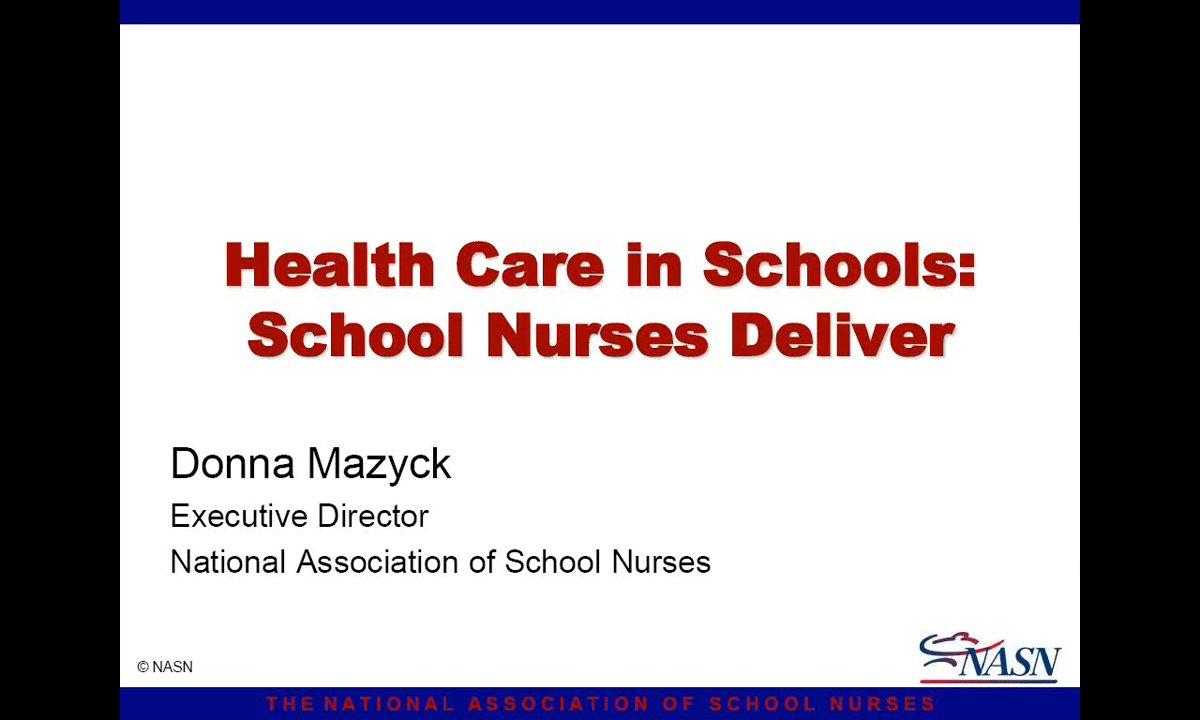 Health Care in Schools:
School Nurses Deliver
Donna Mazyck
Executive Director
National Association of School Nurses
© NASN
NASN
THE NATIONAL ASSOCIATION OF SCHOOL NURSES